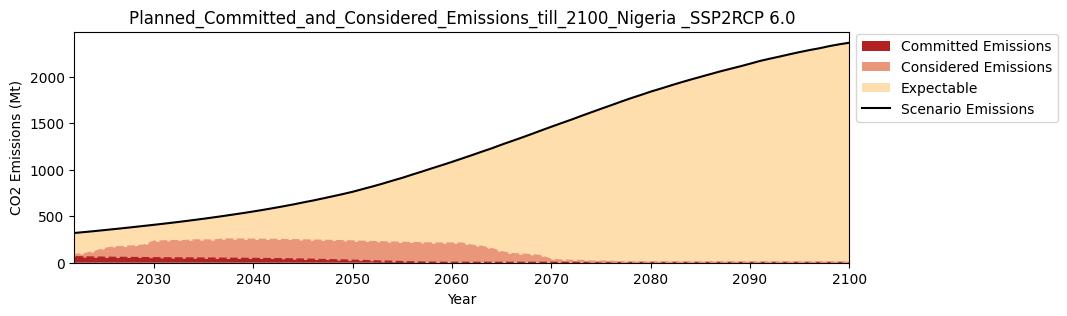 Planned_Committed_and_Considered_Emissions_till_2100_Nigeria _SSP2RCP 6.0
Committed Emissions
Considered Emissions
Expectable
Scenario Emissions
CO2 Emissions (Mt)
2000
1500
1000
500
0
2030 2040 2050 2060 2070 2080 2090 2100
Year